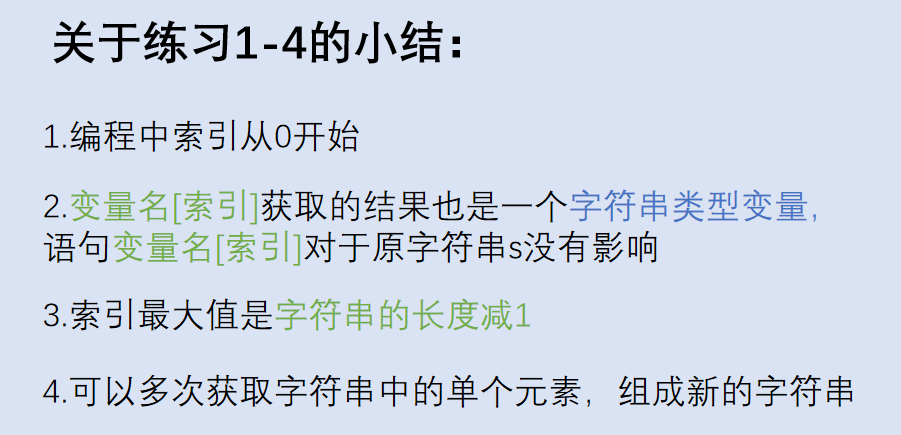 关于练习1-4的小结：
1.编程中索引从0开始
2.变量名[索引]获取的结果也是一个字符串类型变量，
语句变量名[索引]对于原字符串s没有影响
3.索引最大值是字符串的长度减1
4.可以多次获取字符串中的单个元素，组成新的字符串